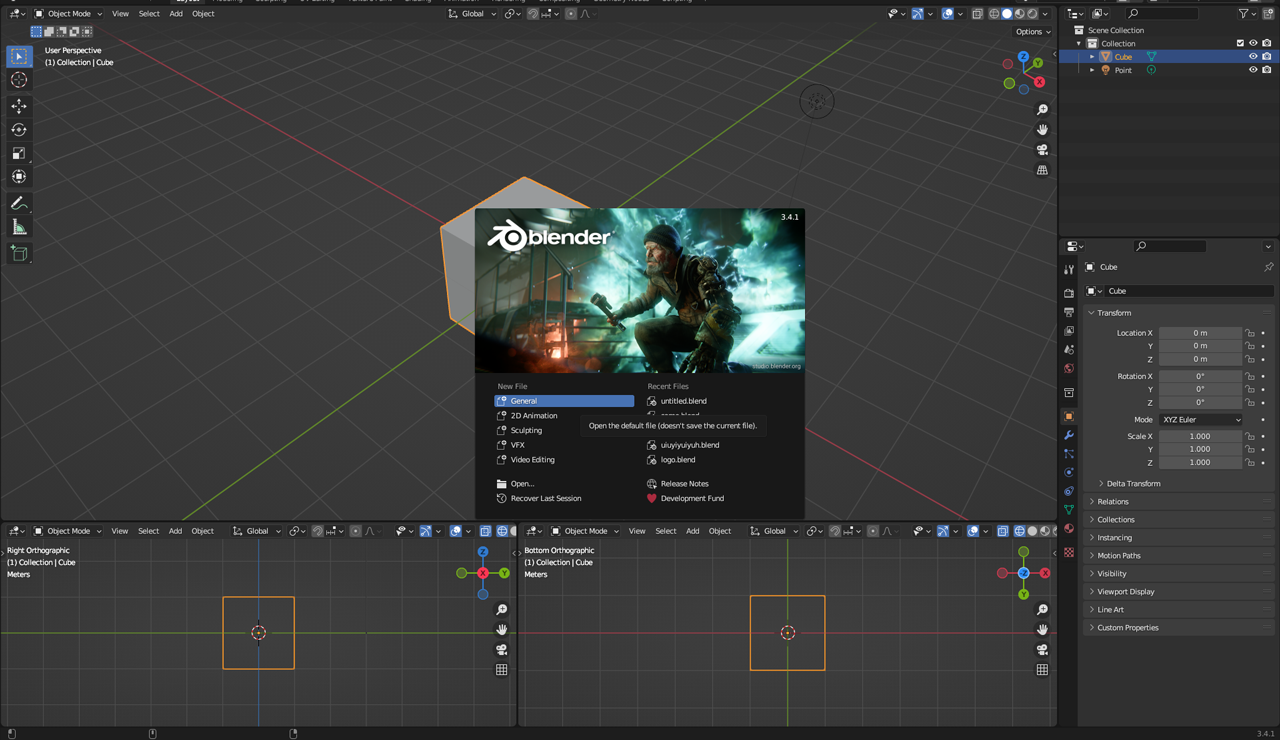 Object Mode View Select Add Object Global
Options
User Perspective
(1) Collection | Cube
Z
Y
X
Scene Collection
Collection
Cube
Point
blender
3.4.1
studio.blender.org
New File
General
2D Animation
Sculpting
VFX
Video Editing
Open...
Recover Last Session
Recent Files
untitled.blend
Open the default file (doesn't save the current file).
uiuyiyuiyuh.blend
logo.blend
Release Notes
Development Fund
Cube
Cube
Transform
Location X 0 m
Y 0 m
Z 0 m
Rotation X 0°
Y 0°
Z 0°
Mode XYZ Euler
Scale X 1.000
Y 1.000
Z 1.000
Delta Transform
Relations
Collections
Instancing
Motion Paths
Visibility
Viewport Display
Line Art
Custom Properties
Object Mode View Select Add Object Global
Right Orthographic
(1) Collection | Cube
Meters
Z
X
Y
Object Mode View Select Add Object Global
Bottom Orthographic
(1) Collection | Cube
Meters
X
Y
3.4.1